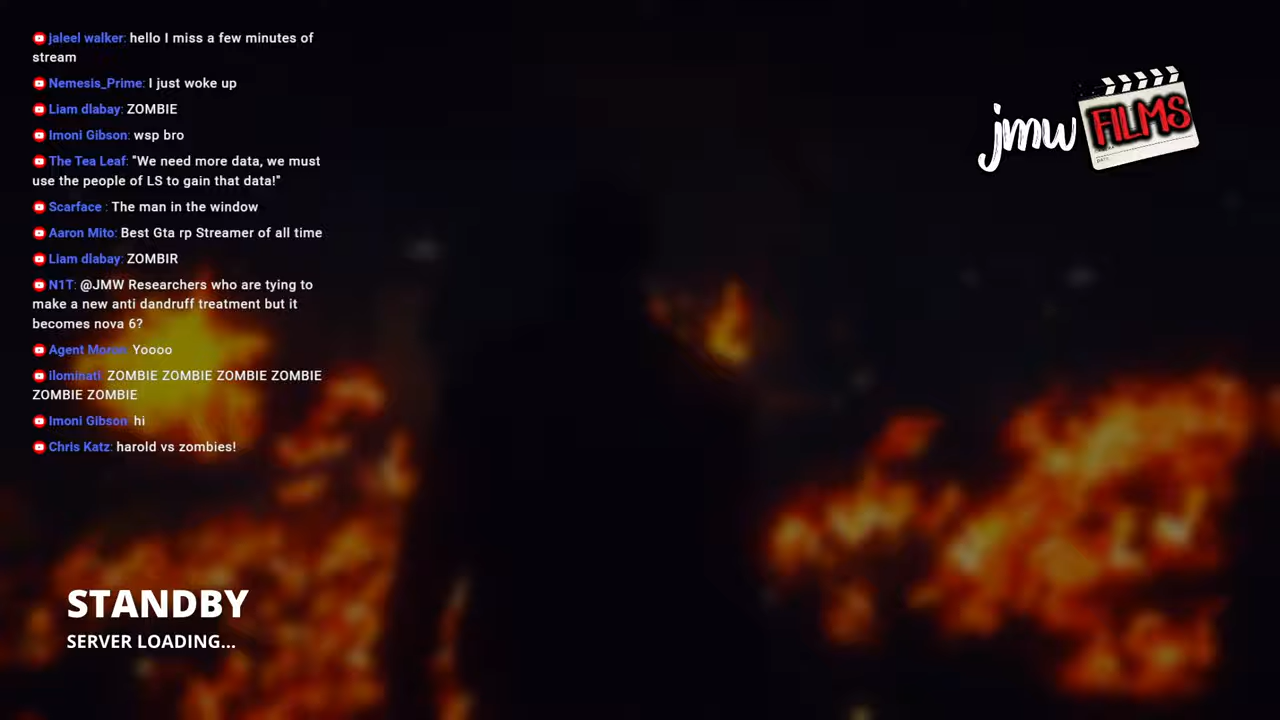 jaleel walker: hello I miss a few minutes of
stream
Nemesis_Prime: I just woke up
Liam dlabay: ZOMBIE
Imoni Gibson: wsp bro
The Tea Leaf: "We need more data, we must
use the people of LS to gain that data!"
Scarface : The man in the window
Aaron Mito: Best Gta rp Streamer of all time
Liam dlabay: ZOMBIR
N1T: @JMW Researchers who are tying to
make a new anti dandruff treatment but it
becomes nova 6?
Agent Yoooo
ilominati: ZOMBIE ZOMBIE ZOMBIE ZOMBIE
ZOMBIE ZOMBIE
Imoni Gibson: hi
Chris Katz: harold vs zombies!
jmw FILMS
STANDBY
SERVER LOADING...